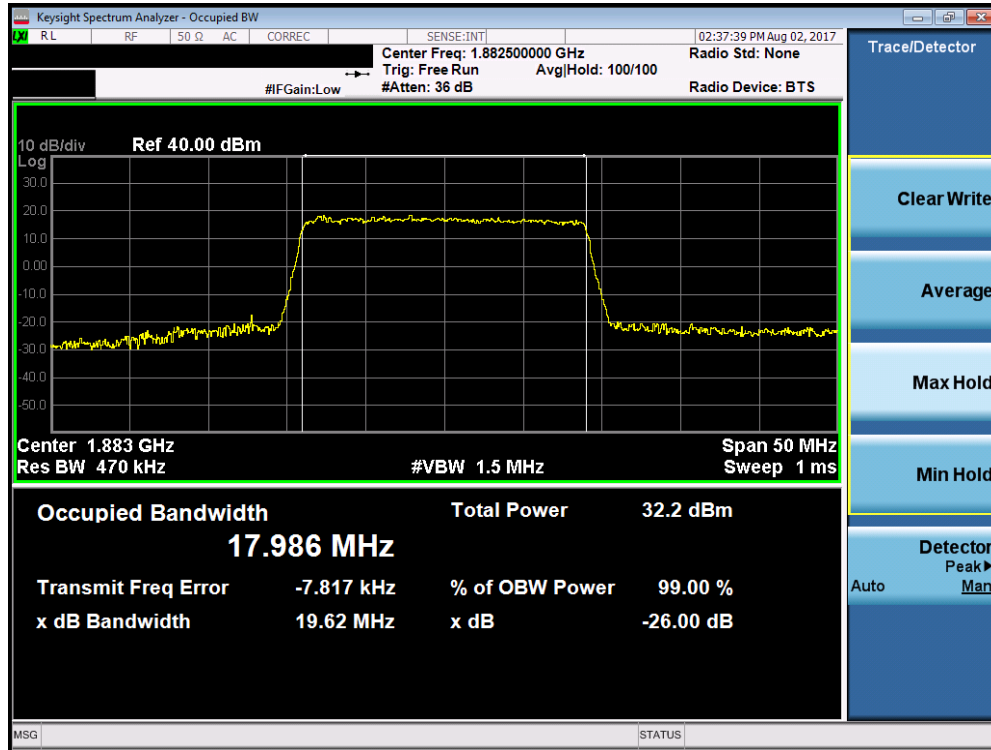 Keysight Spectrum Analyzer - Occupied BW
LXI RL RF 50 Ω AC CORREC SENSE:INT 02:37:39 PM Aug 02, 2017
Center Freq: 1.882500000 GHz Radio Std: None
Trig: Free Run Avg|Hold: 100/100
#IFGain:Low #Atten: 36 dB Radio Device: BTS
10 dB/div Ref 40.00 dBm
Log
30.0
20.0
10.0
0.00
-10.0
-20.0
-30.0
-40.0
-50.0
Center 1.883 GHz Span 50 MHz
Res BW 470 kHz #VBW 1.5 MHz Sweep 1 ms
Occupied Bandwidth Total Power 32.2 dBm
17.986 MHz
Transmit Freq Error -7.817 kHz % of OBW Power 99.00 %
x dB Bandwidth 19.62 MHz x dB -26.00 dB
MSG STATUS
Trace/Detector
Clear Write
Average
Max Hold
Min Hold
Detector
Peak▶
Auto Man